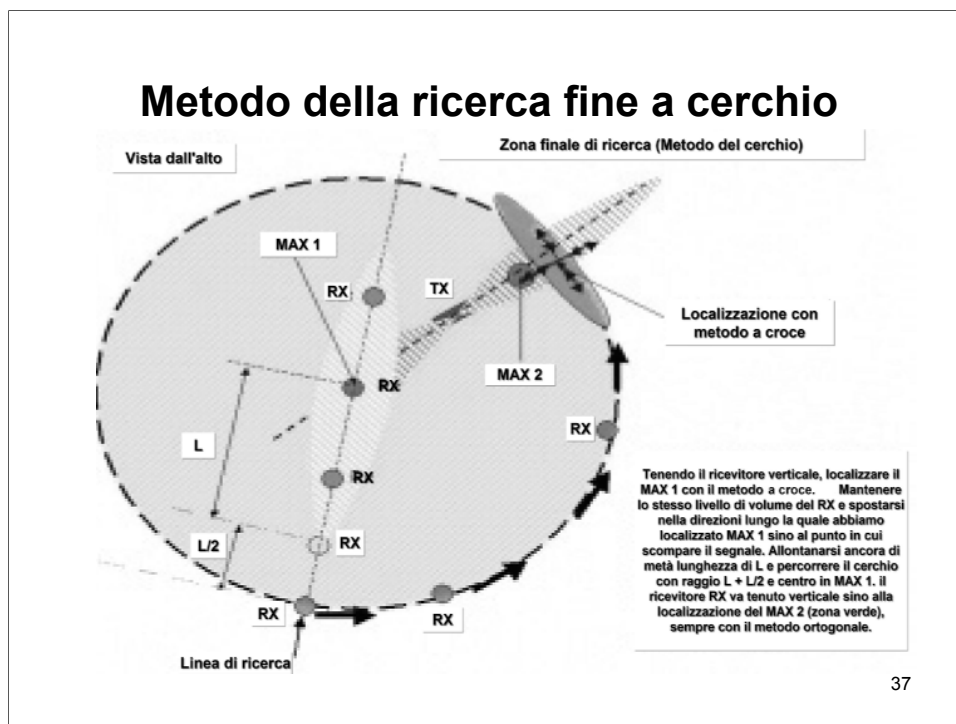 Metodo della ricerca fine a cerchio
Vista dall'alto
Zona finale di ricerca (Metodo del cerchio)
MAX 1
RX
TX
Localizzazione con
metodo a croce
RX
MAX 2
RX
L
RX
Tenendo il ricevitore verticale, localizzare il
MAX 1 con il metodo a croce. Mantenere
lo stesso livello di volume del RX e spostarsi
nella direzioni lungo la quale abbiamo
localizzato MAX 1 sino al punto in cui
scompare il segnale. Allontanarsi ancora di
metà lunghezza di L e percorrere il cerchio
con raggio L + L/2 e centro in MAX 1. il
ricevitore RX va tenuto verticale sino alla
localizzazione del MAX 2 (zona verde),
sempre con il metodo ortogonale.
L/2
RX
RX
RX
Linea di ricerca
37